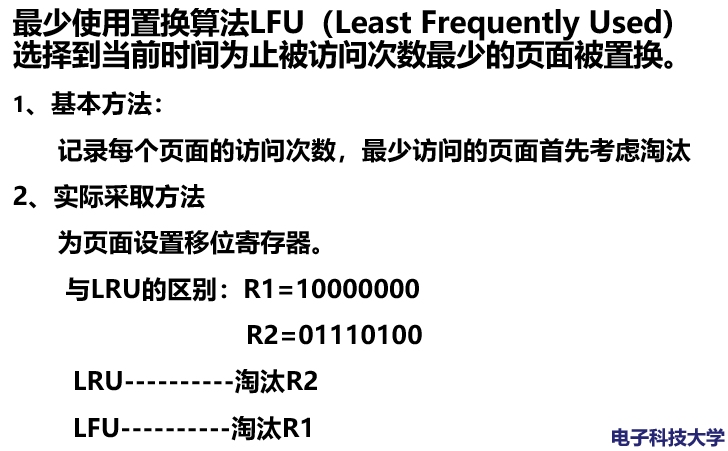 最少使用置换算法LFU（Least Frequently Used）
选择到当前时间为止被访问次数最少的页面被置换。
1、基本方法：
记录每个页面的访问次数，最少访问的页面首先考虑淘汰
2、实际采取方法
为页面设置移位寄存器。
与LRU的区别：R1=10000000
R2=01110100
LRU----------淘汰R2
LFU----------淘汰R1
电子科技大学